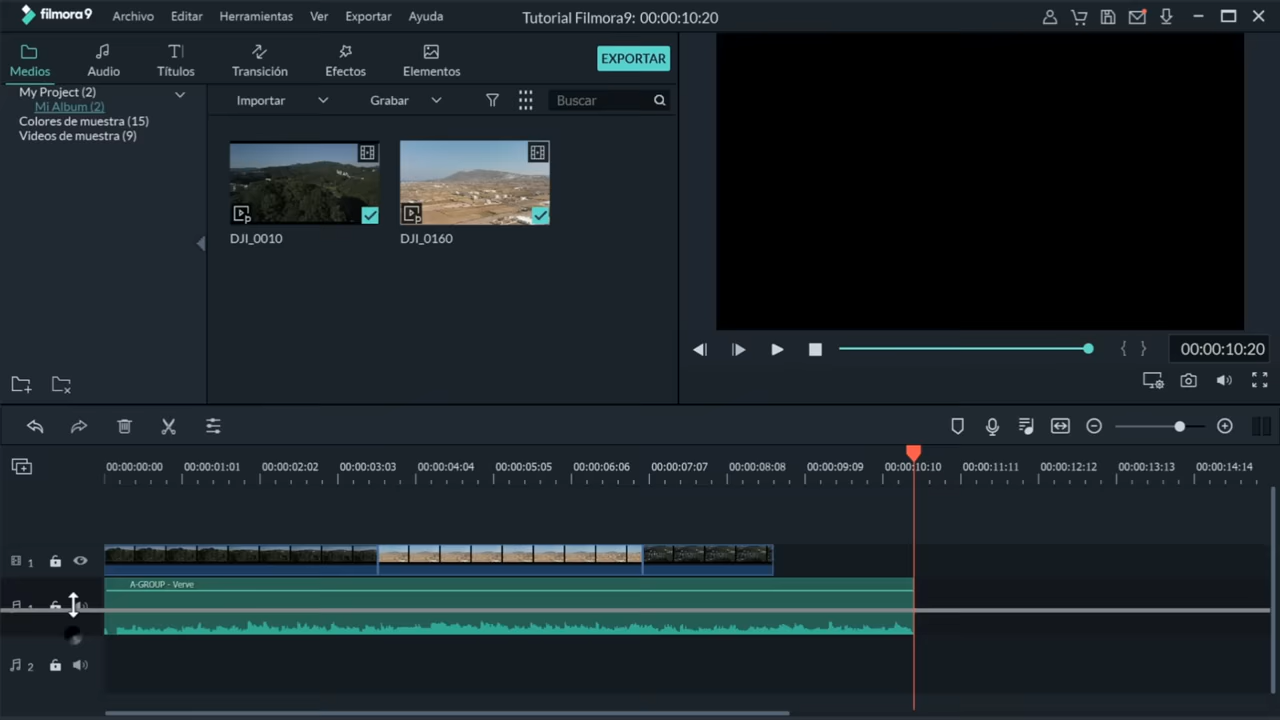 filmora9 Archivo Editar Herramientas Ver Exportar Ayuda Tutorial Filmora9: 00:00:10:20
Medios Audio Títulos Transición Efectos Elementos EXPORTAR
My Project (2)
Mi Album (2)
Colores de muestra (15)
Videos de muestra (9)
Importar Grabar Buscar
DJI_0010 DJI_0160
00:00:10:20
00:00:00:00 00:00:01:01 00:00:02:02 00:00:03:03 00:00:04:04 00:00:05:05 00:00:06:06 00:00:07:07 00:00:08:08 00:00:09:09 00:00:10:10 00:00:11:11 00:00:12:12 00:00:13:13 00:00:14:14
1
A-GROUP - Verve
2